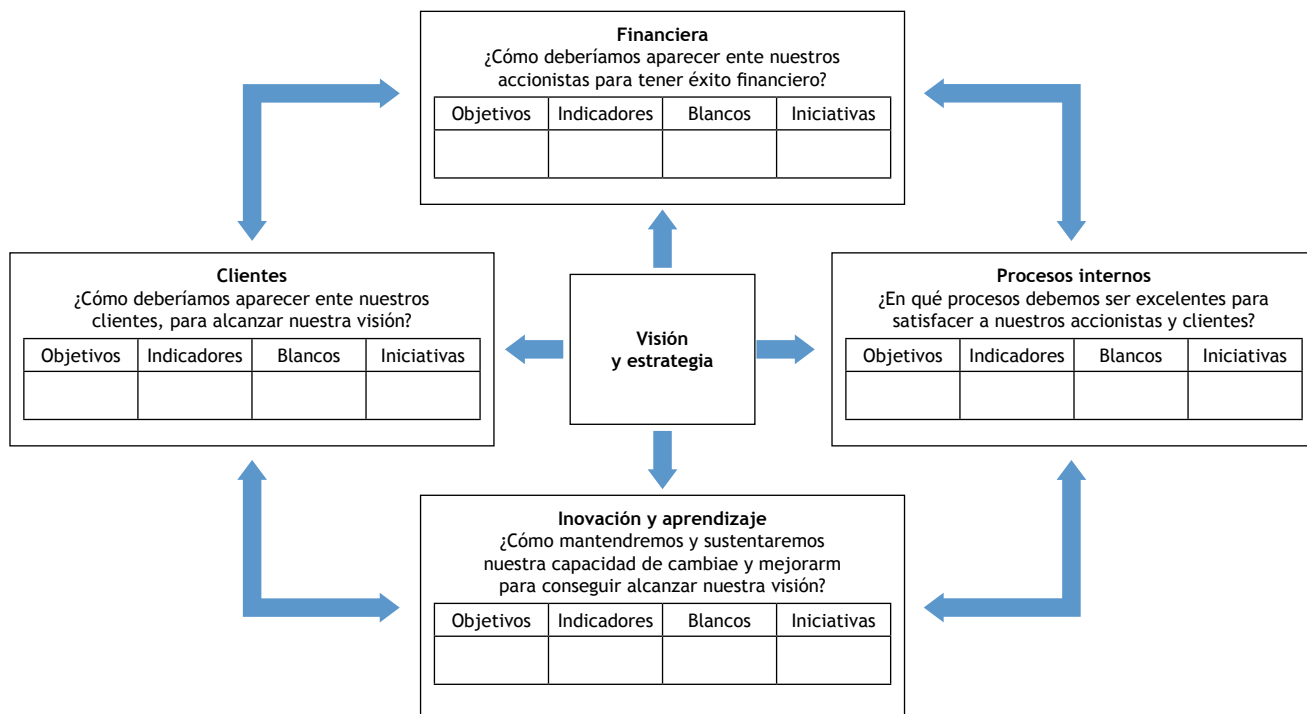 Financiera
¿Cómo deberíamos aparecer ente nuestros
accionistas para tener éxito financiero?
Objetivos Indicadores Blancos Iniciativas
Clientes
¿Cómo deberíamos aparecer ente nuestros
clientes, para alcanzar nuestra visión?
Objetivos Indicadores Blancos Iniciativas
Visión
y estrategia
Procesos internos
¿En qué procesos debemos ser excelentes para
satisfacer a nuestros accionistas y clientes?
Objetivos Indicadores Blancos Iniciativas
Inovación y aprendizaje
¿Cómo mantendremos y sustentaremos
nuestra capacidad de cambiae y mejorarm
para conseguir alcanzar nuestra visión?
Objetivos Indicadores Blancos Iniciativas